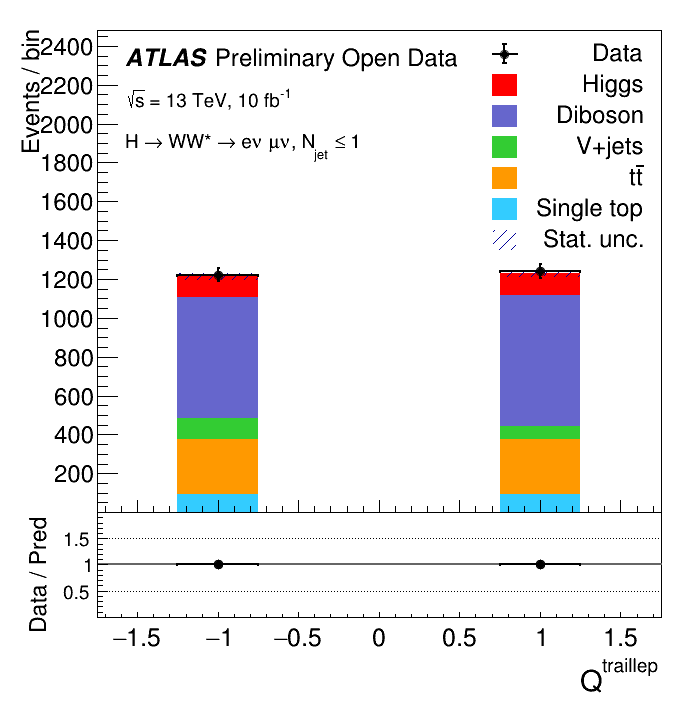 Events / bin
2400
2200
2000
1800
1600
1400
1200
1000
800
600
400
200
ATLAS Preliminary Open Data
√s = 13 TeV, 10 fb⁻¹
H → WW* → eν μν, N_jet ≤ 1
Data
Higgs
Diboson
V+jets
tt̄
Single top
Stat. unc.
Data / Pred
1.5
1
0.5
−1.5 −1 −0.5 0 0.5 1 1.5
Q^traillep